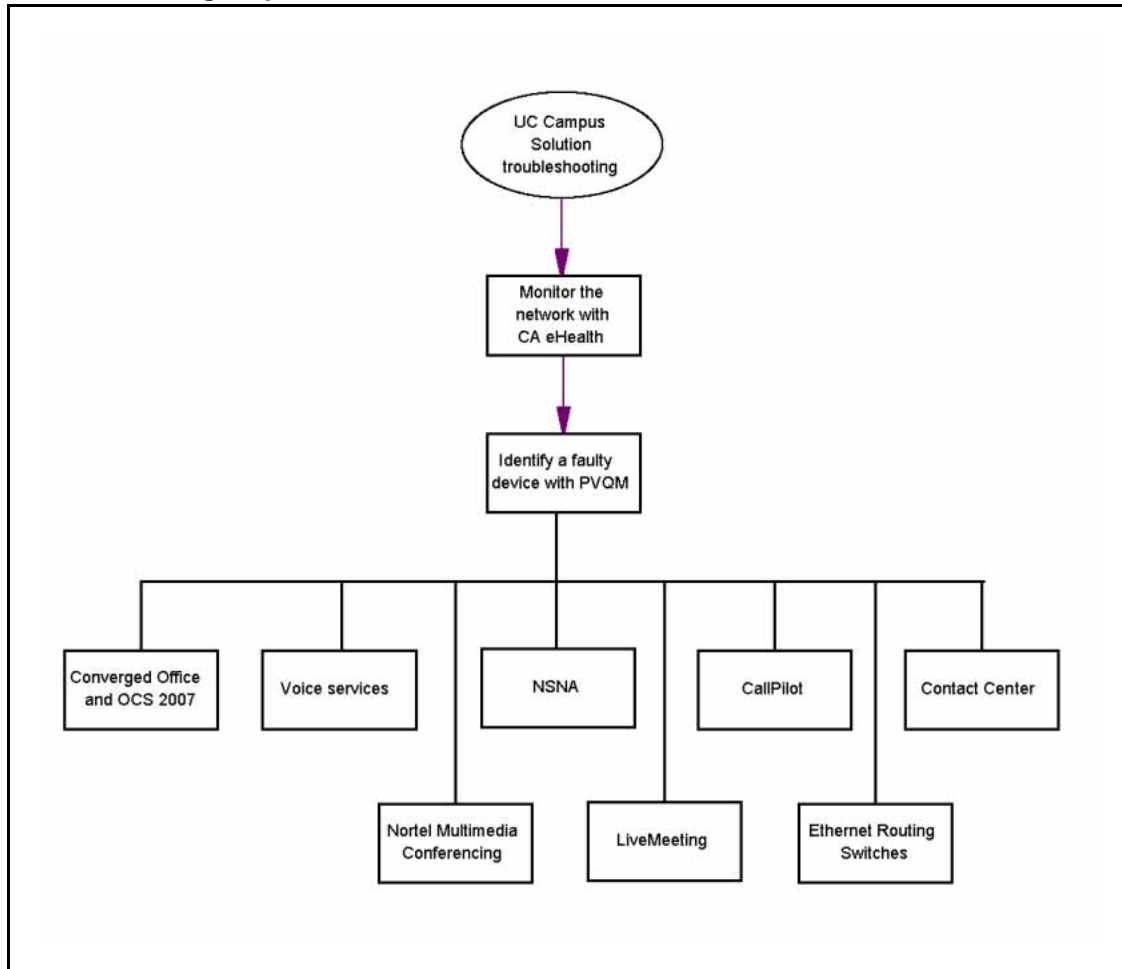 UC Campus
Solution
troubleshooting
Monitor the
network with
CA eHealth
Identify a faulty
device with PVQM
Converged Office
and OCS 2007
Voice services
NSNA
CallPilot
Contact Center
Nortel Multimedia
Conferencing
LiveMeeting
Ethernet Routing
Switches